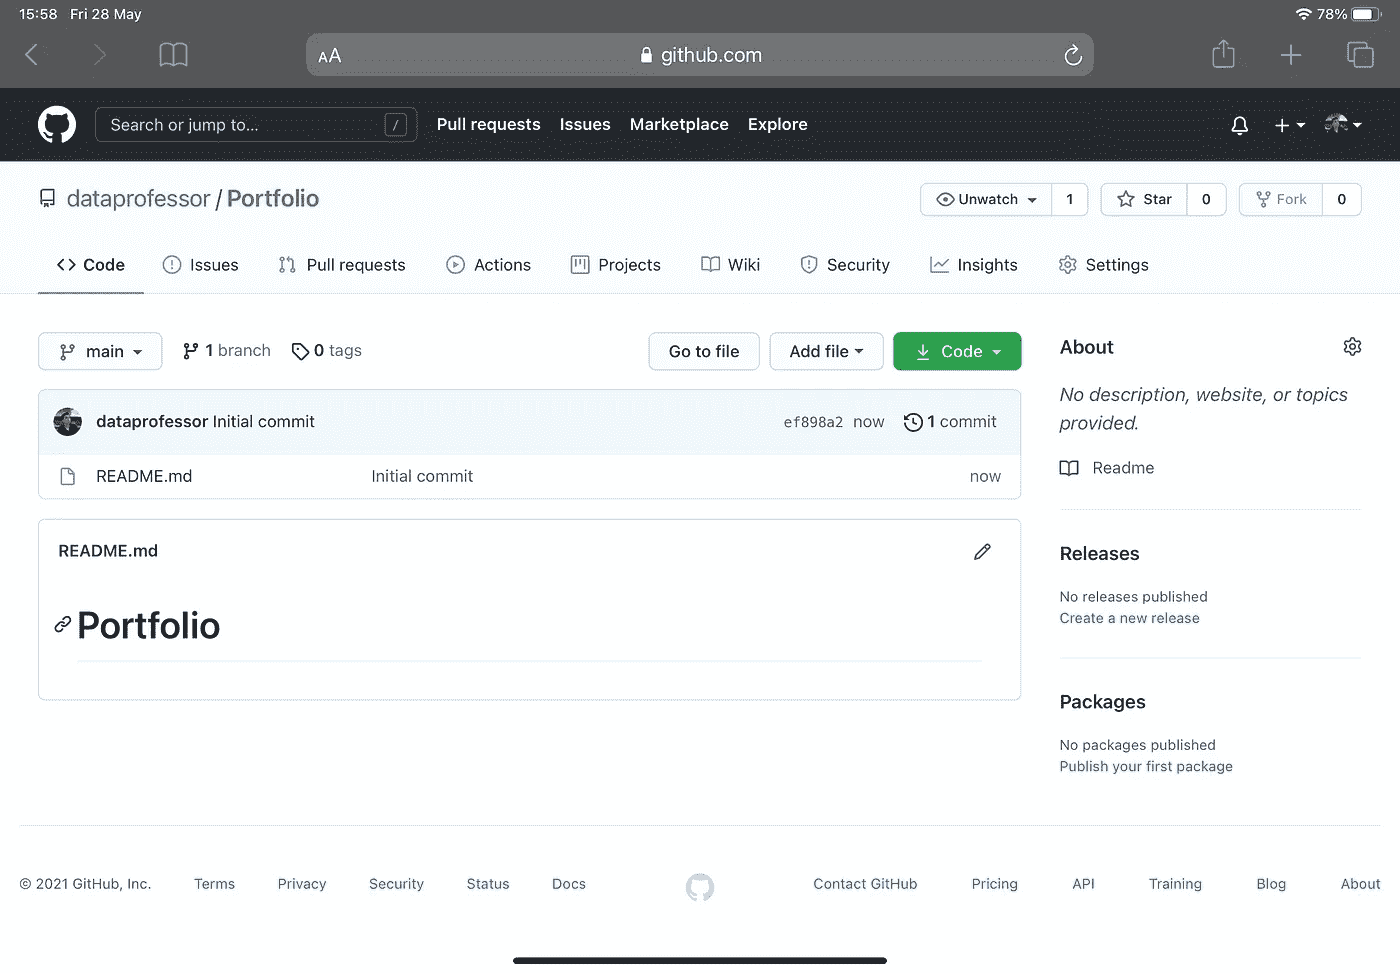 15:58 Fri 28 May 78%
AA github.com
Search or jump to... / Pull requests Issues Marketplace Explore
dataprofessor / Portfolio Unwatch 1 Star 0 Fork 0
Code Issues Pull requests Actions Projects Wiki Security Insights Settings
main 1 branch 0 tags Go to file Add file Code
dataprofessor Initial commit ef898a2 now 1 commit
README.md Initial commit now
README.md
Portfolio
About
No description, website, or topics
provided.
Readme
Releases
No releases published
Create a new release
Packages
No packages published
Publish your first package
© 2021 GitHub, Inc. Terms Privacy Security Status Docs Contact GitHub Pricing API Training Blog About